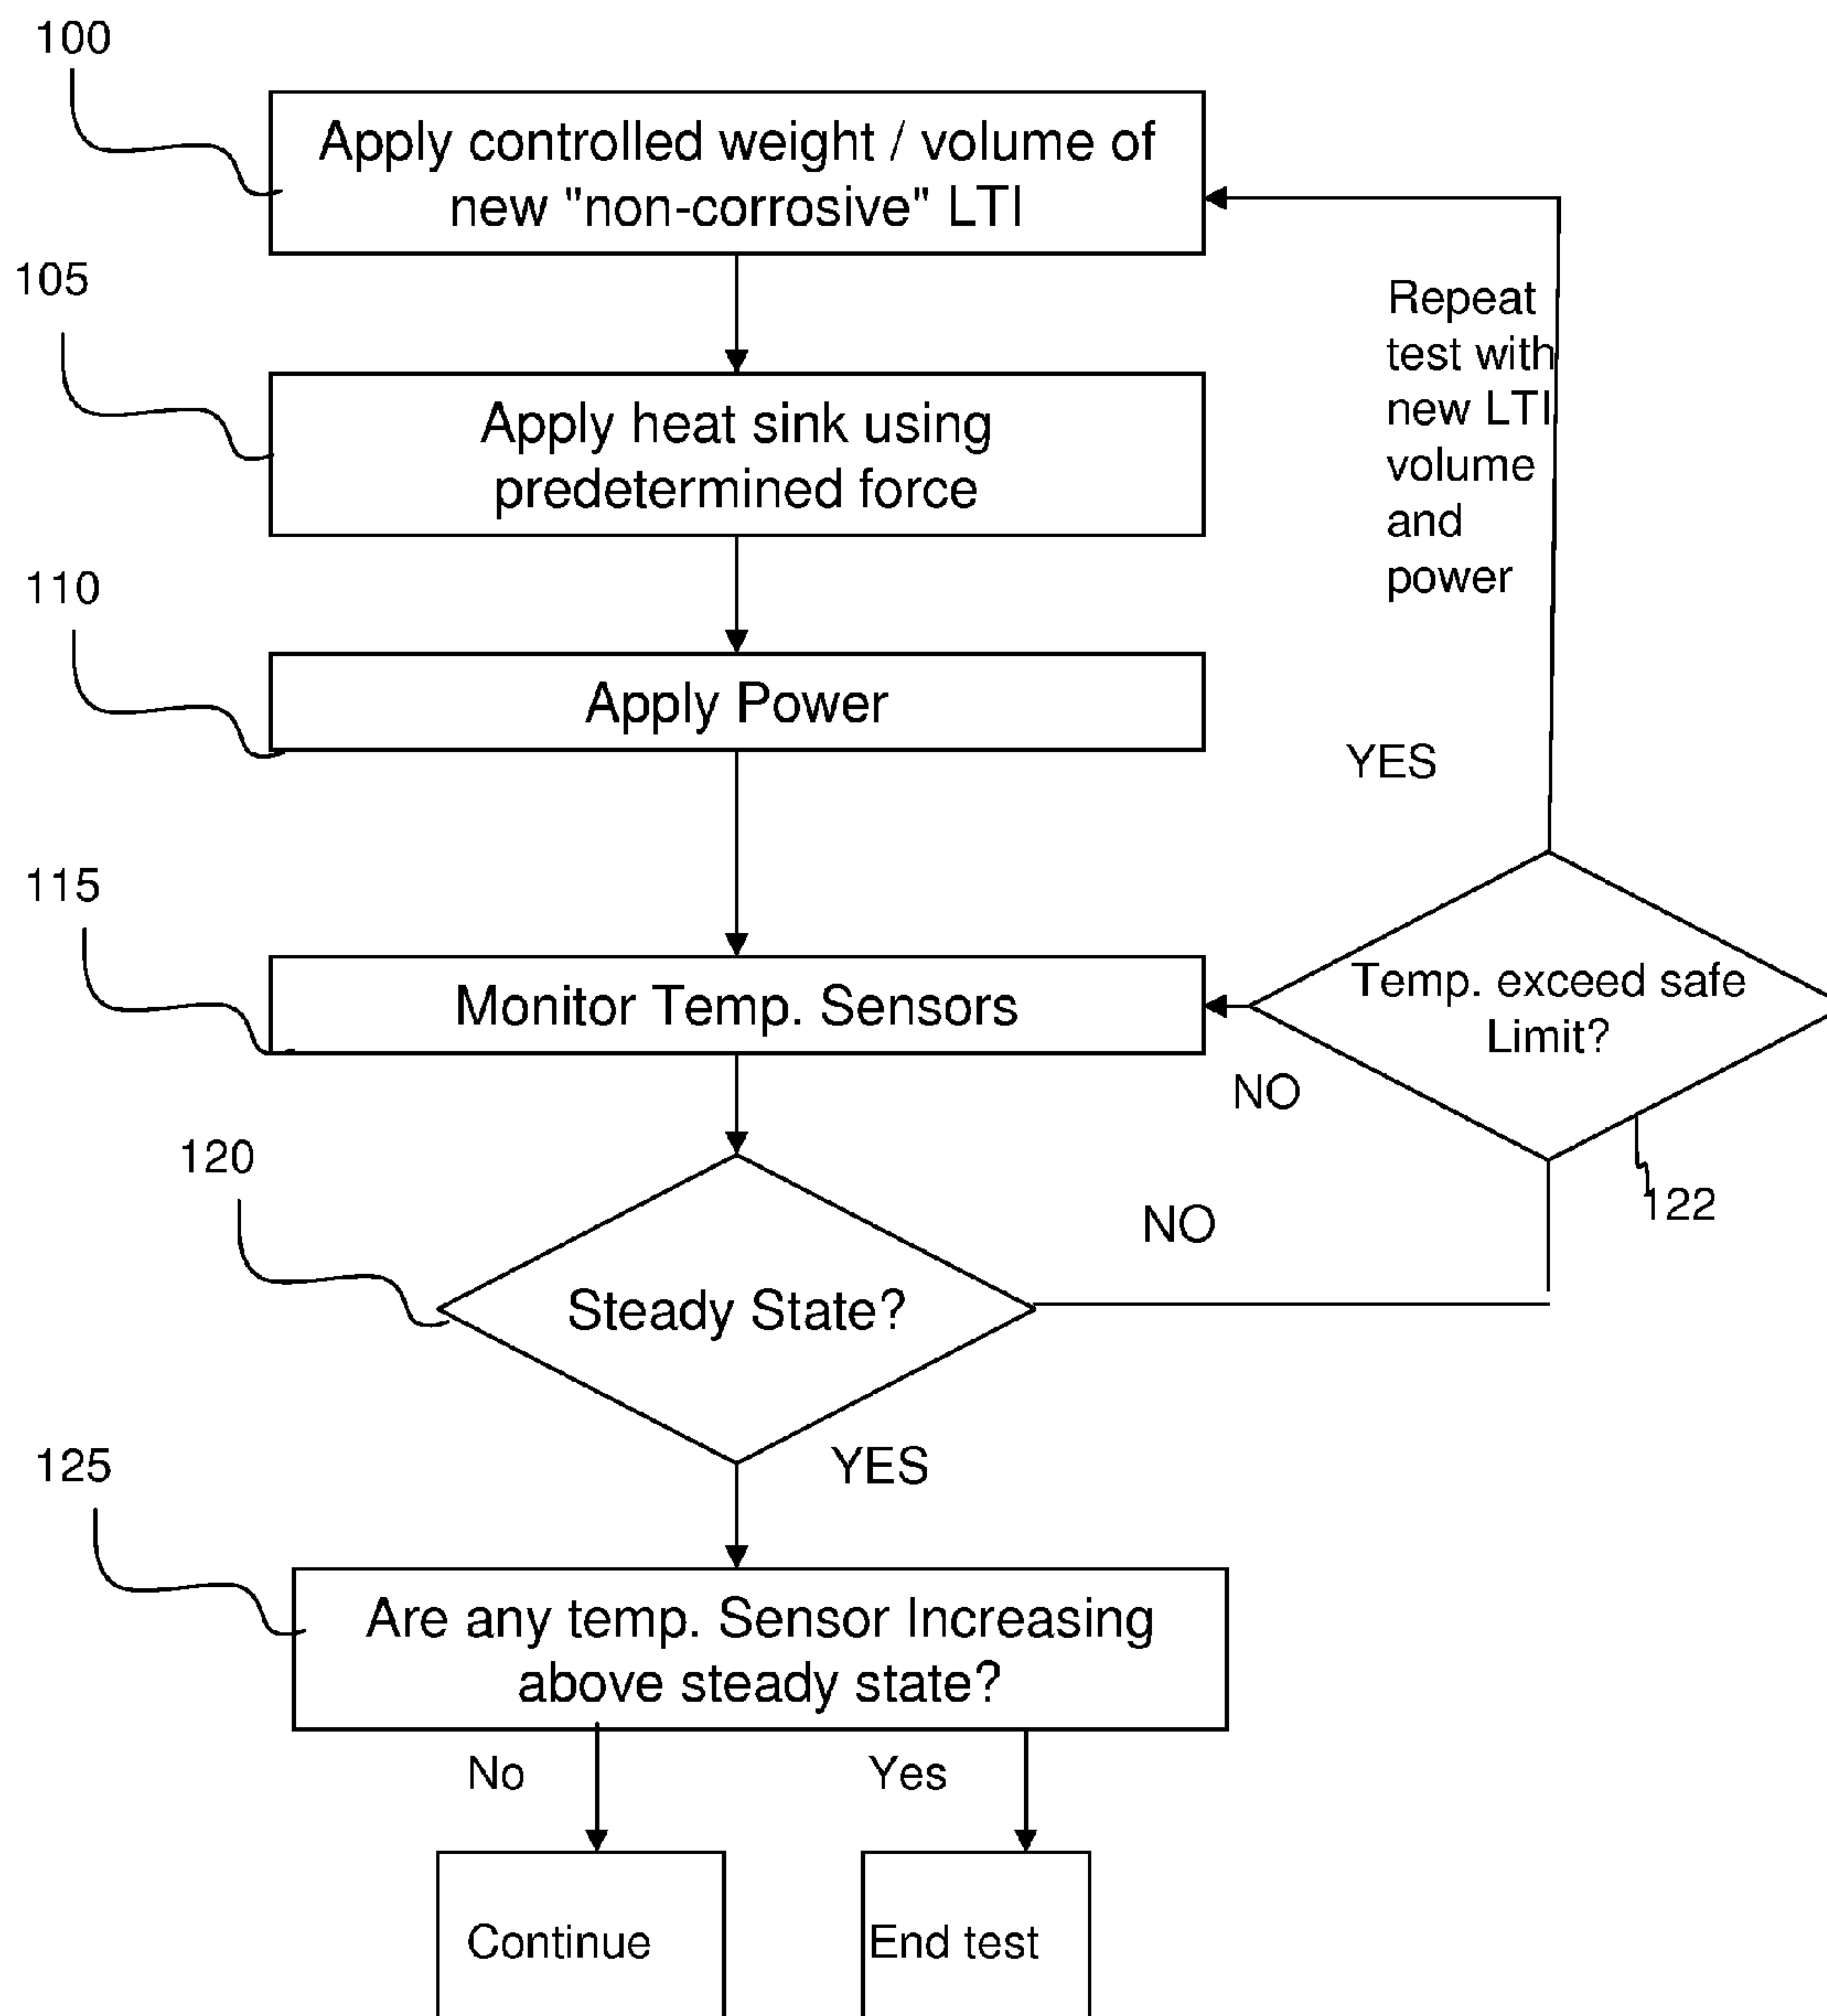 100
Apply controlled weight / volume of
new "non-corrosive" LTI
105
Apply heat sink using
predetermined force
Repeat
test with
new LTI
volume
and
power
110
Apply Power
YES
115
Monitor Temp. Sensors
Temp. exceed safe
Limit?
NO
120
122
NO
Steady State?
YES
125
Are any temp. Sensor Increasing
above steady state?
No
Yes
Continue
End test